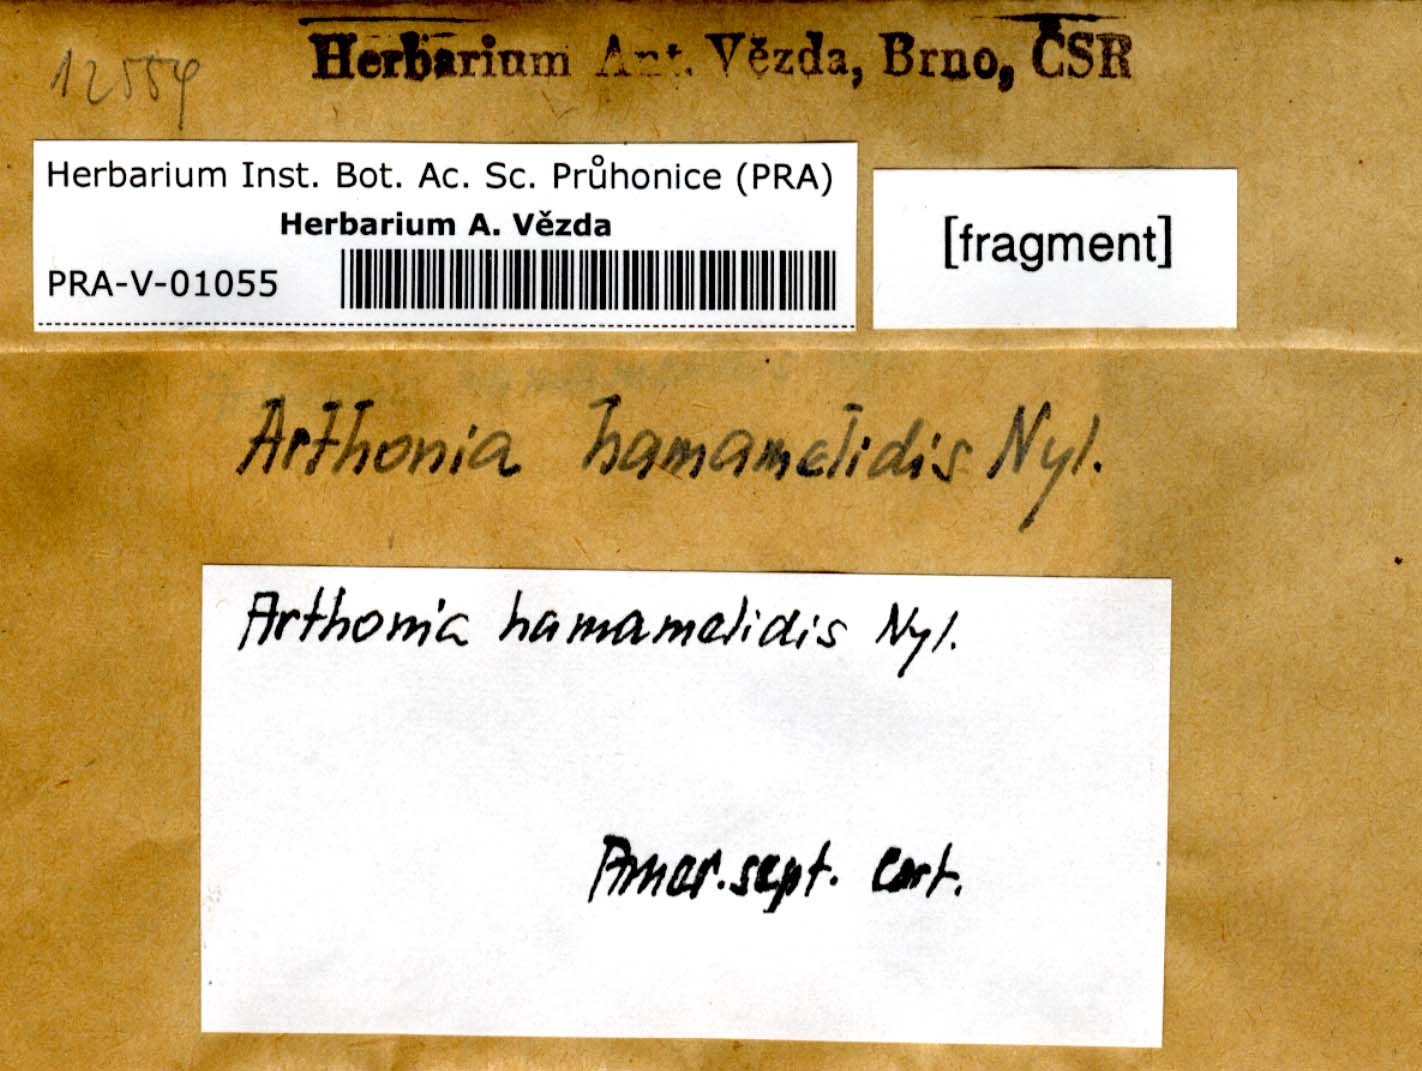 12554
Herbarium Ant. Vězda, Brno, ČSR
Herbarium Inst. Bot. Ac. Sc. Průhonice (PRA)
Herbarium A. Vězda
PRA-V-01055
[fragment]
Arthonia hamamelidis Nyl.
Arthonia hamamelidis Nyl.
Amer. sept. cort.